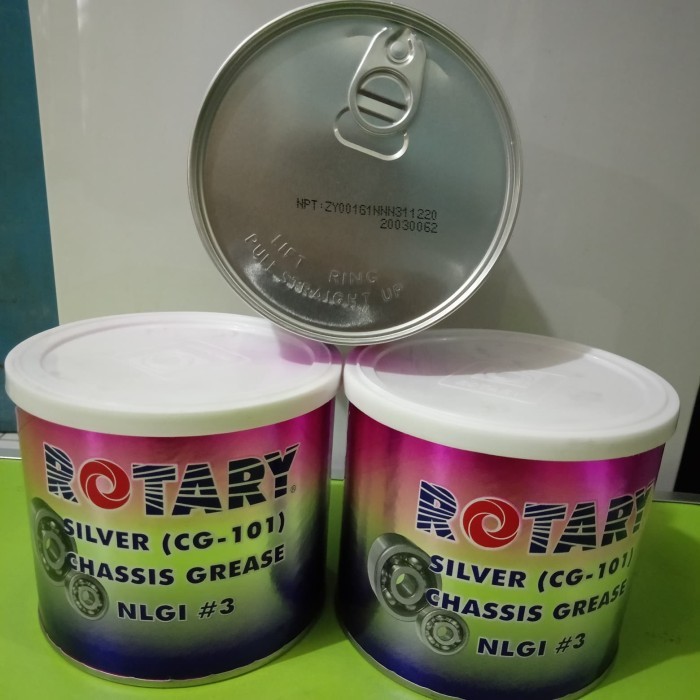 NPT:ZY00161NNN311220
20030062
LIFT RING
PULL STRAIGHT UP
ROTARY®
SILVER (CG-101)
CHASSIS GREASE
NLGI #3
ROTARY
SILVER (CG-101)
CHASSIS GREASE
NLGI #3